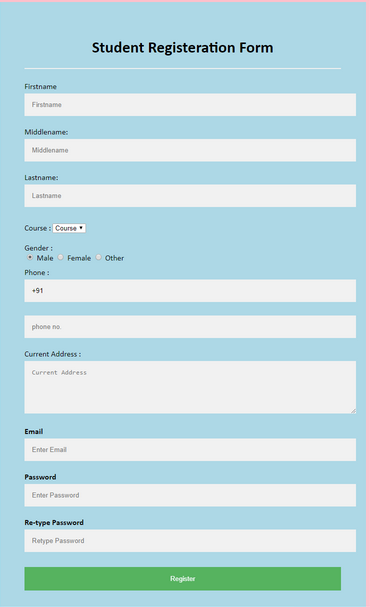 Student Registeration Form
Firstname
Firstname
Middlename:
Middlename
Lastname:
Lastname
Course : Course
Gender :
Male Female Other
Phone :
+91
phone no
Current Address :
Current Address
Email
Enter Email
Password
Enter Password
Re-type Password
Retype Password
Register